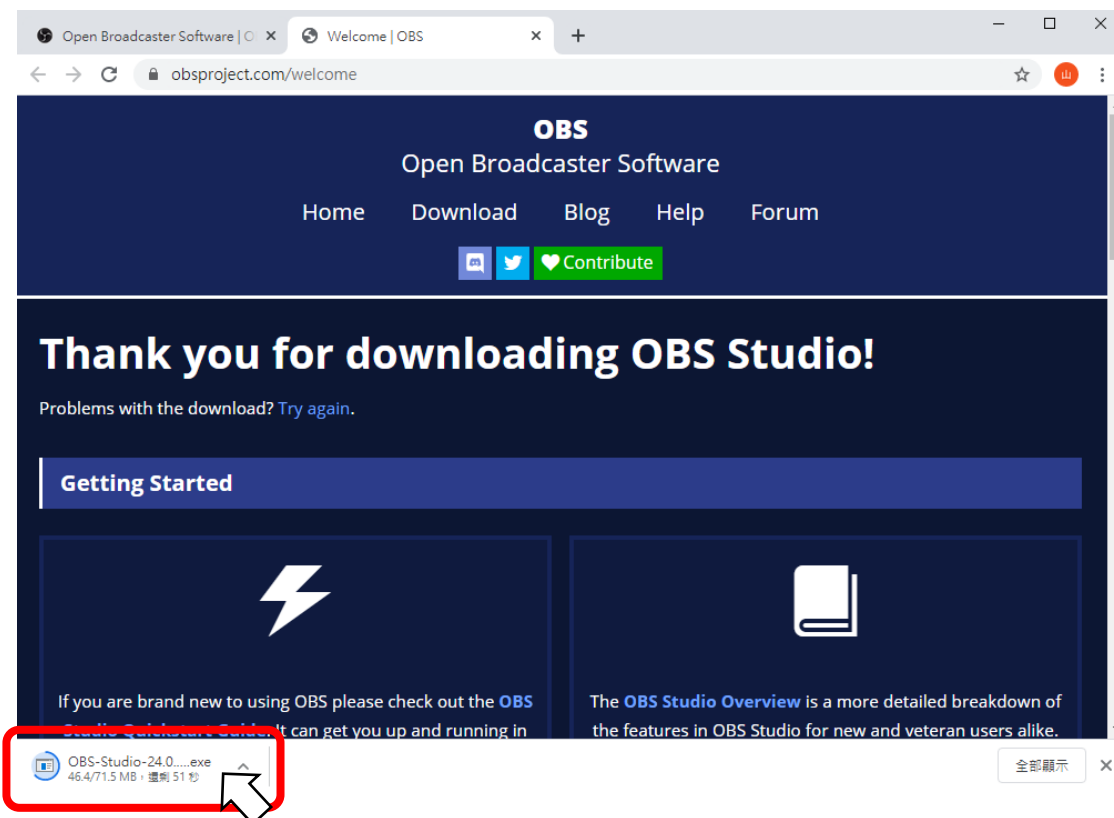 Open Broadcaster Software | O
Welcome | OBS
obsproject.com/welcome
山
OBS
Open Broadcaster Software
Home Download Blog Help Forum
Contribute
Thank you for downloading OBS Studio!
Problems with the download? Try again.
Getting Started
If you are brand new to using OBS please check out the OBS
Studio Quickstart Guide. It can get you up and running in
The OBS Studio Overview is a more detailed breakdown of
the features in OBS Studio for new and veteran users alike.
OBS-Studio-24.0.....exe
46.4/71.5 MB，還剩 51 秒
全部顯示